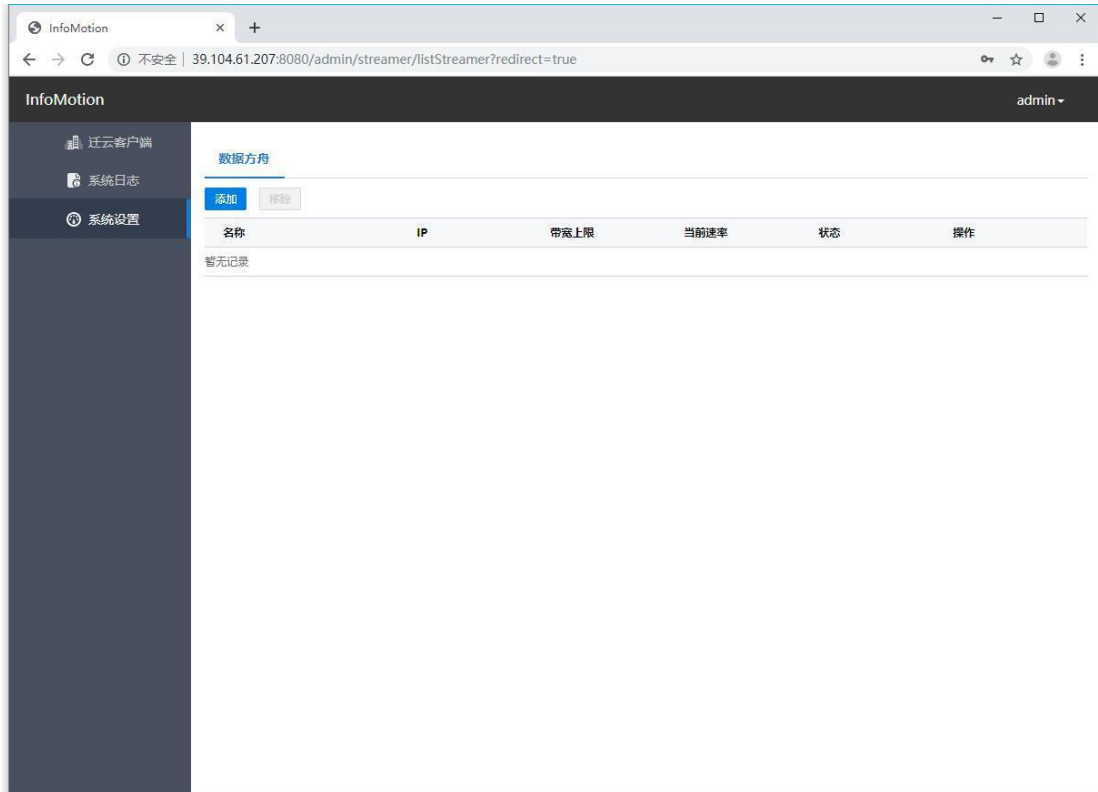 InfoMotion
不安全 39.104.61.207:8080/admin/streamer/listStreamer?redirect=true
InfoMotion admin
迁云客户端
系统日志
系统设置
数据方舟
添加 移除
名称 IP 带宽上限 当前速率 状态 操作
暂无记录